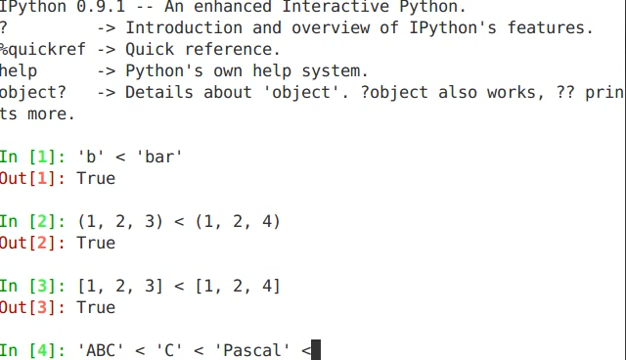 IPython 0.9.1 -- An enhanced Interactive Python.
?         -> Introduction and overview of IPython's features.
%quickref -> Quick reference.
help      -> Python's own help system.
object?   -> Details about 'object'. ?object also works, ?? prin
ts more.
In [1]: 'b' < 'bar'
Out[1]: True
In [2]: (1, 2, 3) < (1, 2, 4)
Out[2]: True
In [3]: [1, 2, 3] < [1, 2, 4]
Out[3]: True
In [4]: 'ABC' < 'C' < 'Pascal' <